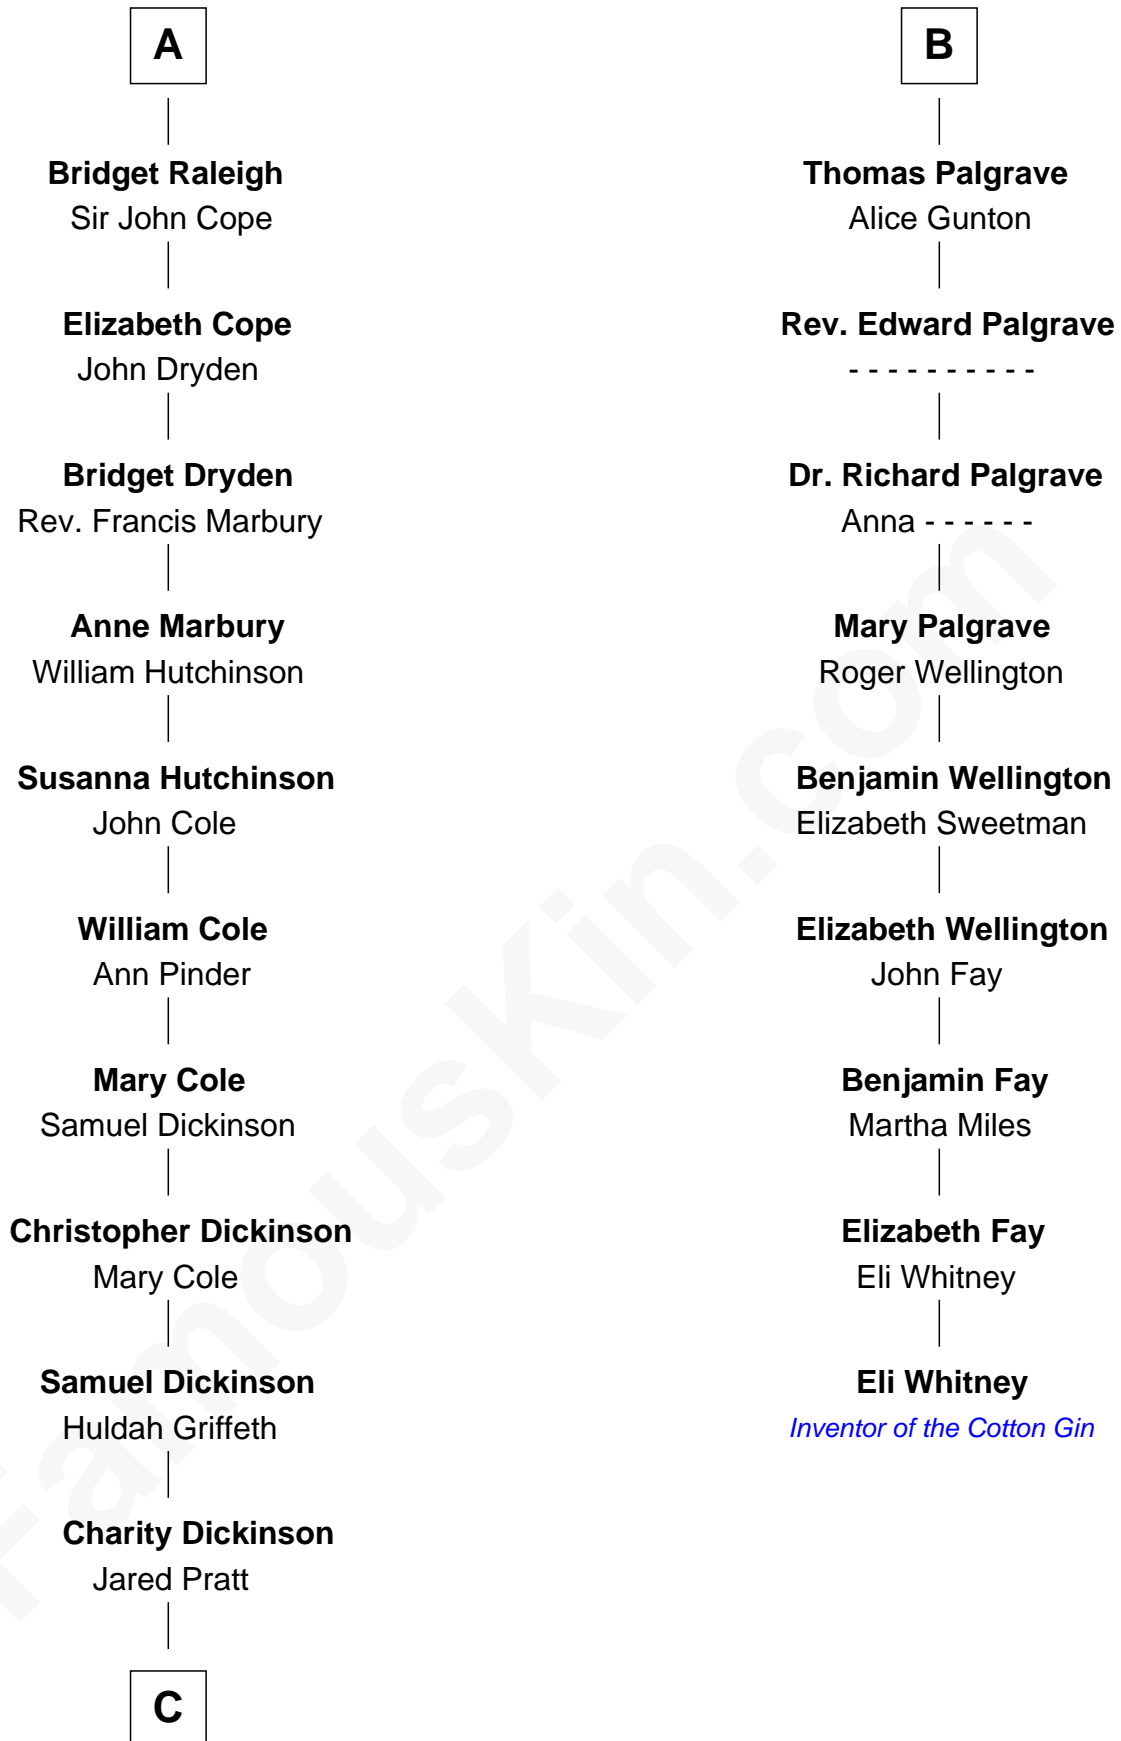 A
Bridget Raleigh
Sir John Cope
Elizabeth Cope
John Dryden
Bridget Dryden
Rev. Francis Marbury
Anne Marbury
William Hutchinson
Susanna Hutchinson
John Cole
William Cole
Ann Pinder
Mary Cole
Samuel Dickinson
Christopher Dickinson
Mary Cole
Samuel Dickinson
Huldah Griffeth
Charity Dickinson
Jared Pratt
C
B
Thomas Palgrave
Alice Gunton
Rev. Edward Palgrave
- - - - - - - - - -
Dr. Richard Palgrave
Anna - - - - - -
Mary Palgrave
Roger Wellington
Benjamin Wellington
Elizabeth Sweetman
Elizabeth Wellington
John Fay
Benjamin Fay
Martha Miles
Elizabeth Fay
Eli Whitney
Eli Whitney
Inventor of the Cotton Gin
FamousKin.com